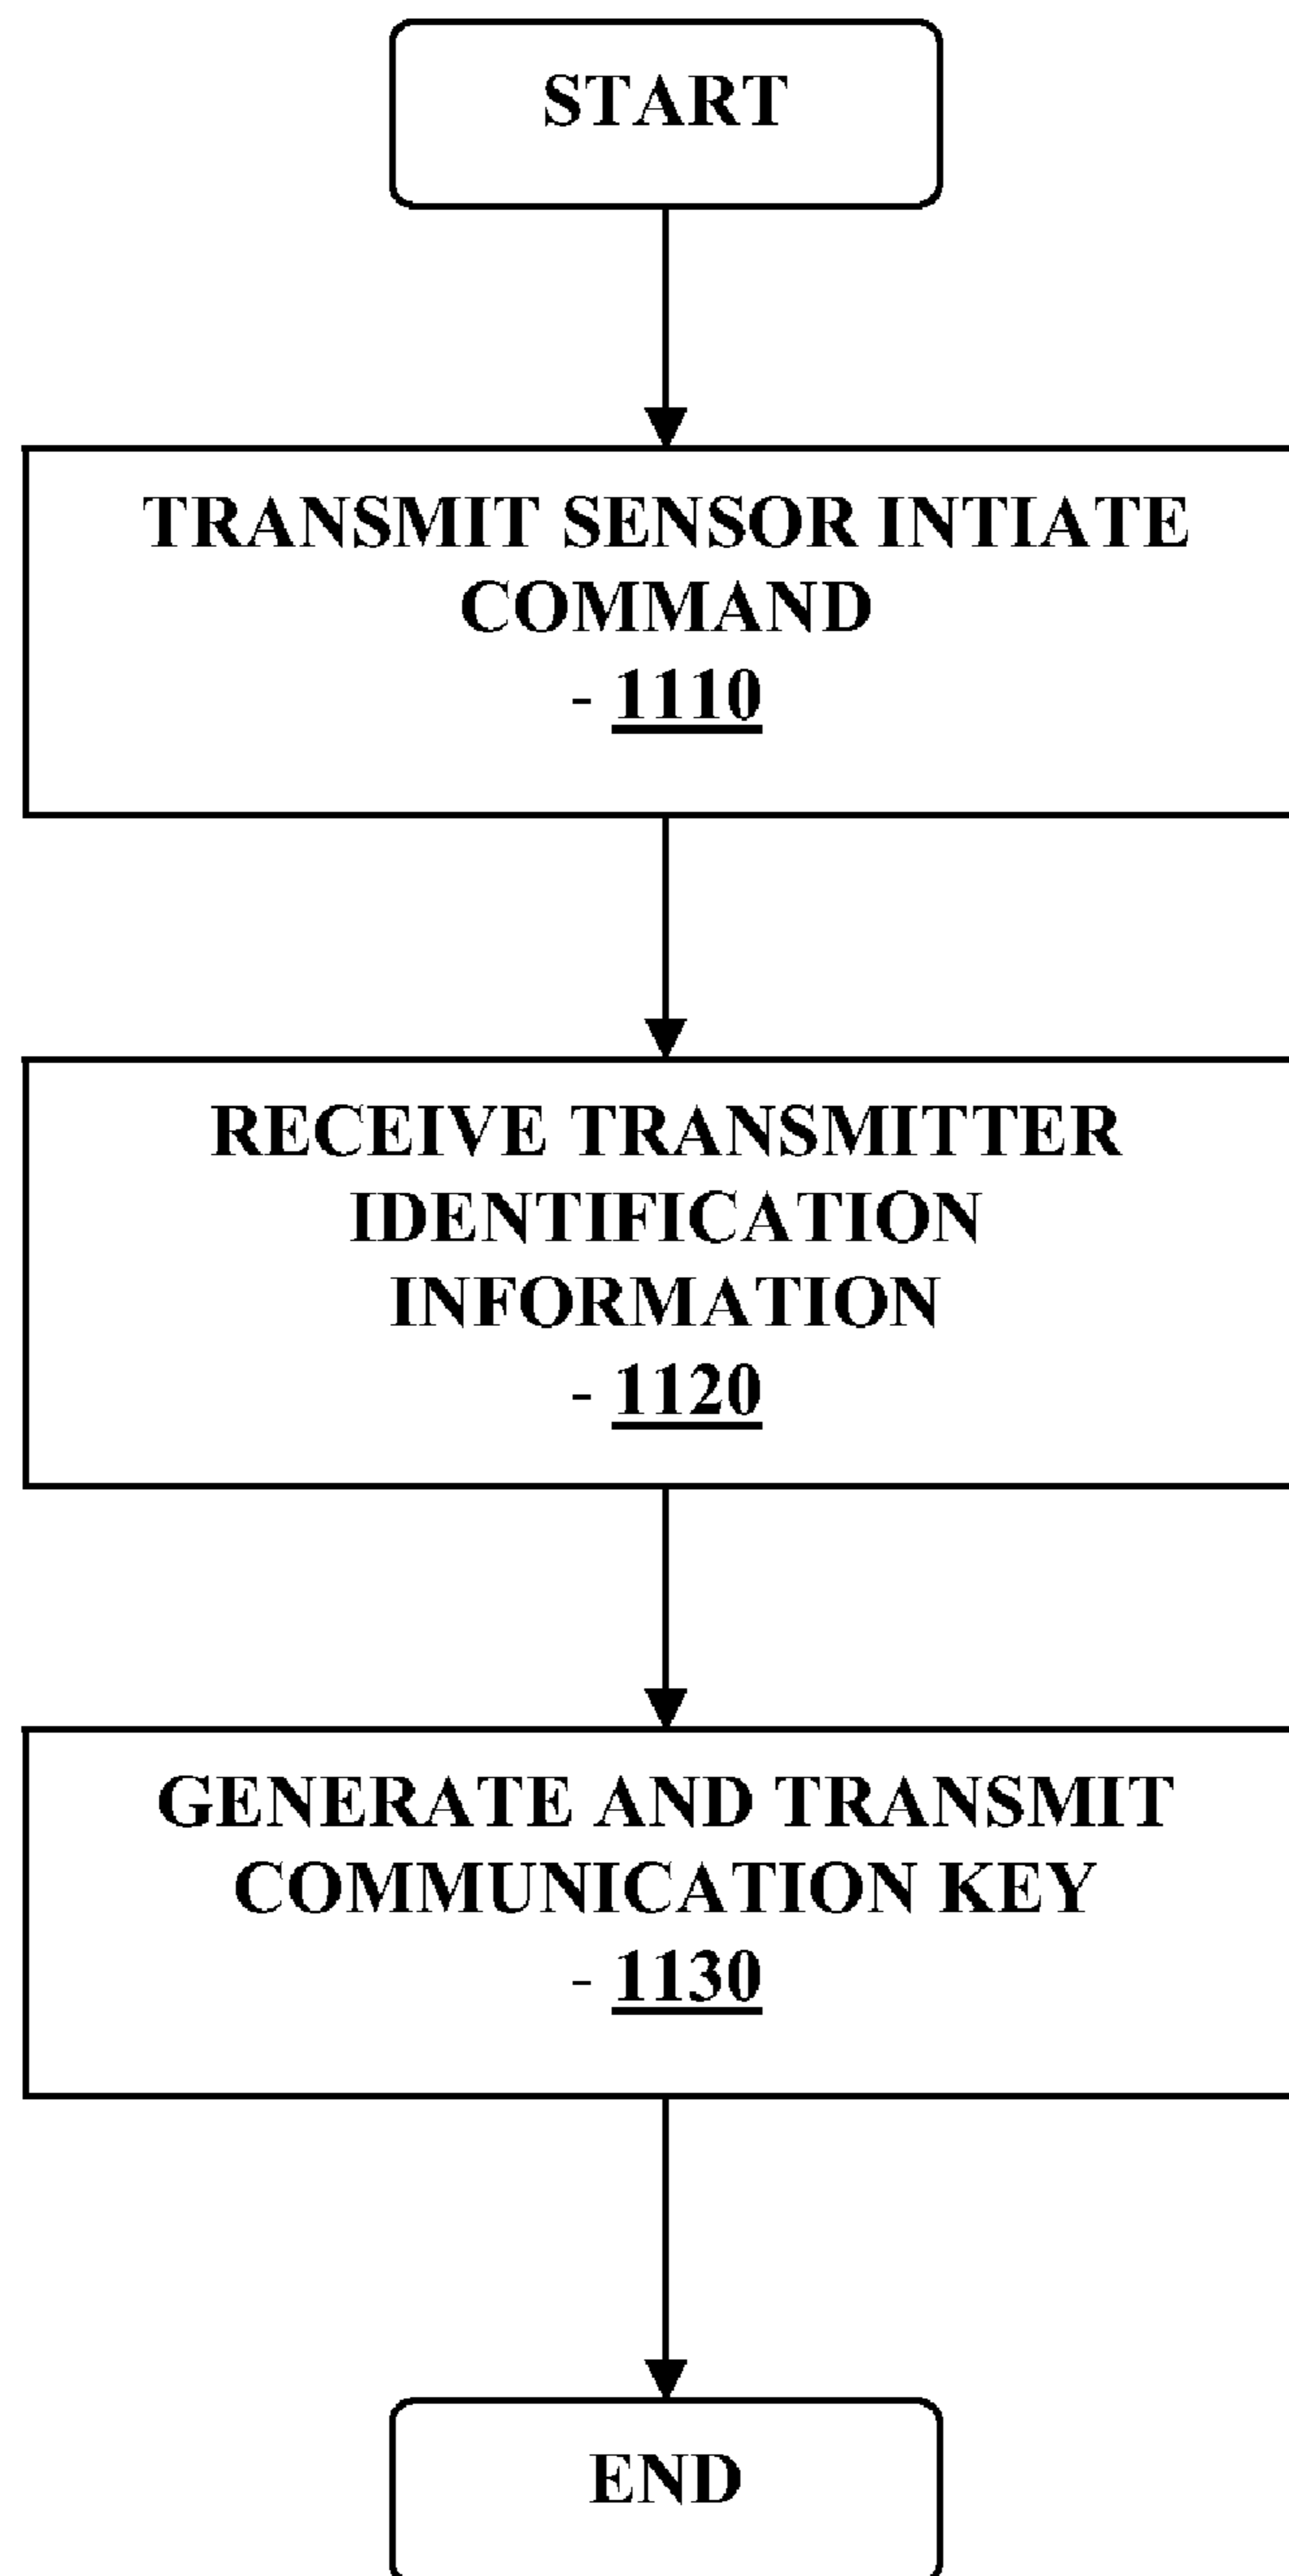 START
TRANSMIT SENSOR INTIATE
COMMAND
- 1110
RECEIVE TRANSMITTER
IDENTIFICATION
INFORMATION
- 1120
GENERATE AND TRANSMIT
COMMUNICATION KEY
- 1130
END